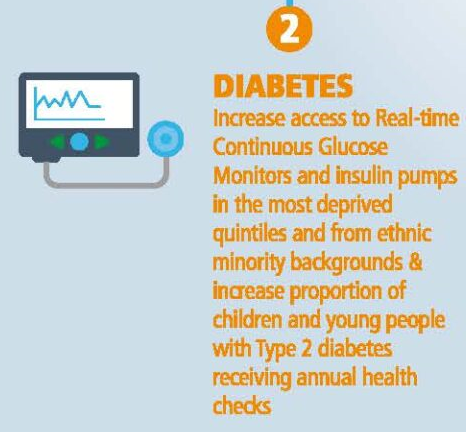 2
DIABETES
Increase access to Real-time
Continuous Glucose
Monitors and insulin pumps
in the most deprived
quintiles and from ethnic
minority backgrounds &
increase proportion of
children and young people
with Type 2 diabetes
receiving annual health
checks